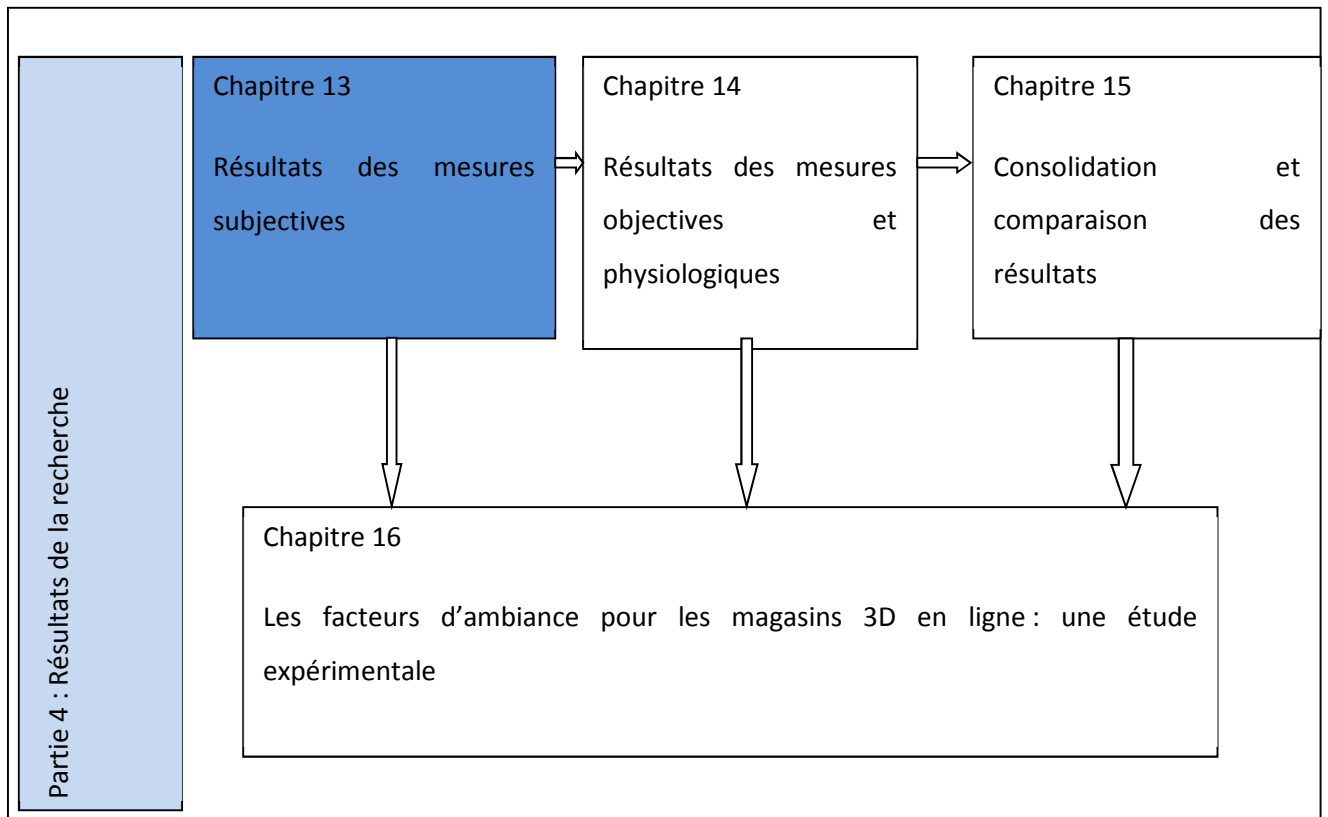 Partie 4 : Résultats de la recherche
Chapitre 13
Résultats des mesures
subjectives
Chapitre 14
Résultats des mesures
objectives et
physiologiques
Chapitre 15
Consolidation et
comparaison des
résultats
Chapitre 16
Les facteurs d’ambiance pour les magasins 3D en ligne : une étude
expérimentale